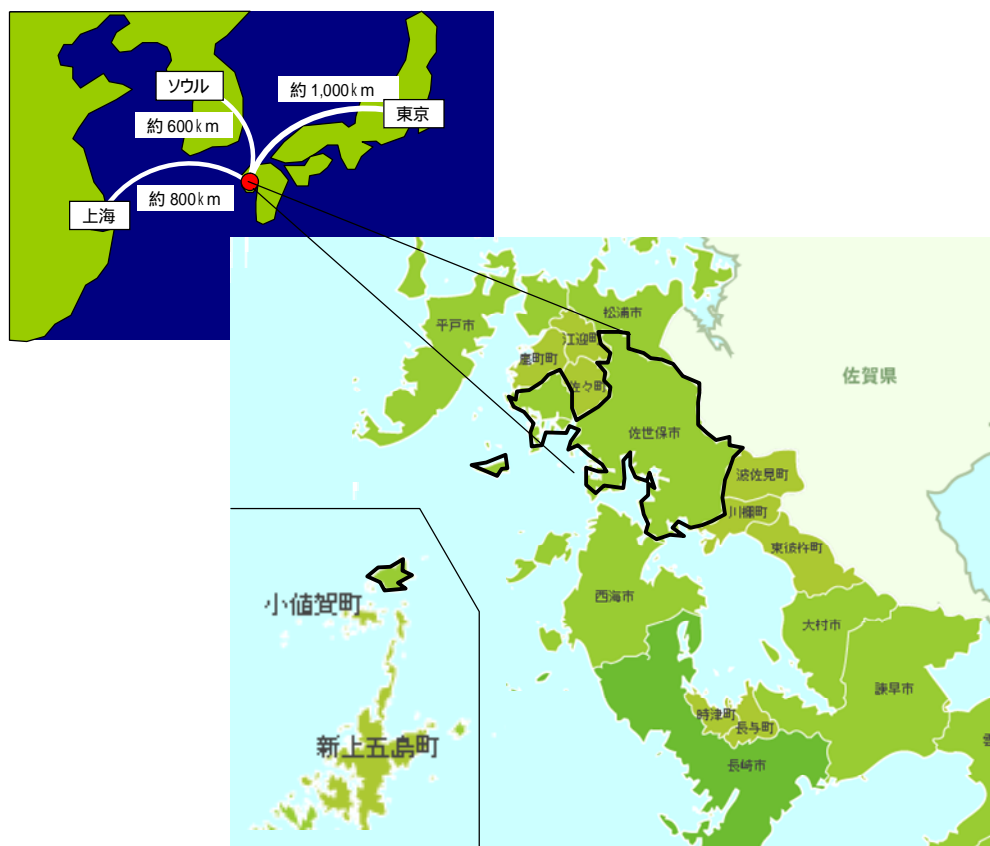 ソウル
約 1,000ｋｍ
東京
約 600ｋｍ
約 800ｋｍ
上海
松浦市
平戸市
江迎町
鹿町町
佐々町
佐賀県
佐世保市
波佐見町
川棚町
東彼杵町
小値賀町
西海市
大村市
諫早市
時津町
長与町
新上五島町
長崎市
雲